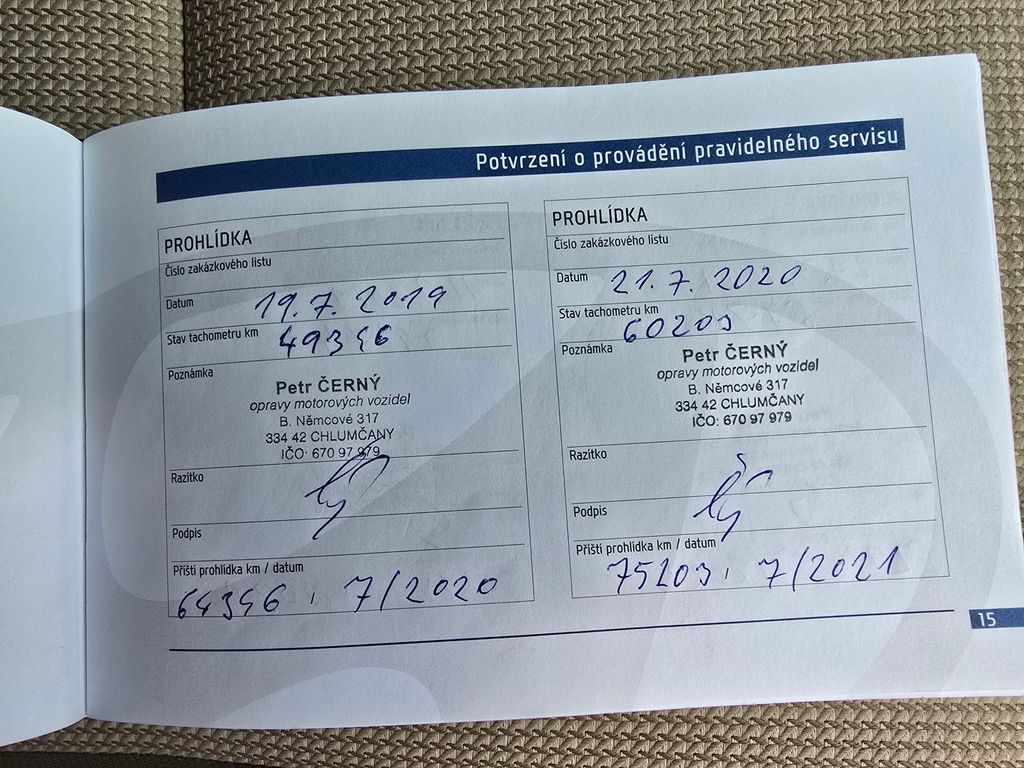 Potvrzení o provádění pravidelného servisu
PROHLÍDKA
Číslo zakázkového listu
Datum 19.7.2019
Stav tachometru km 49346
Poznámka
Petr ČERNÝ
opravy motorových vozidel
B. Němcové 317
334 42 CHLUMČANY
IČO: 670 97 979
Razítko
Podpis
Příští prohlídka km / datum
64346, 7/2020
PROHLÍDKA
Číslo zakázkového listu
Datum 21.7.2020
Stav tachometru km
60203
Poznámka
Petr ČERNÝ
opravy motorových vozidel
B. Němcové 317
334 42 CHLUMČANY
IČO: 670 97 979
Razítko
Podpis
Příští prohlídka km / datum
75203, 7/2021
15